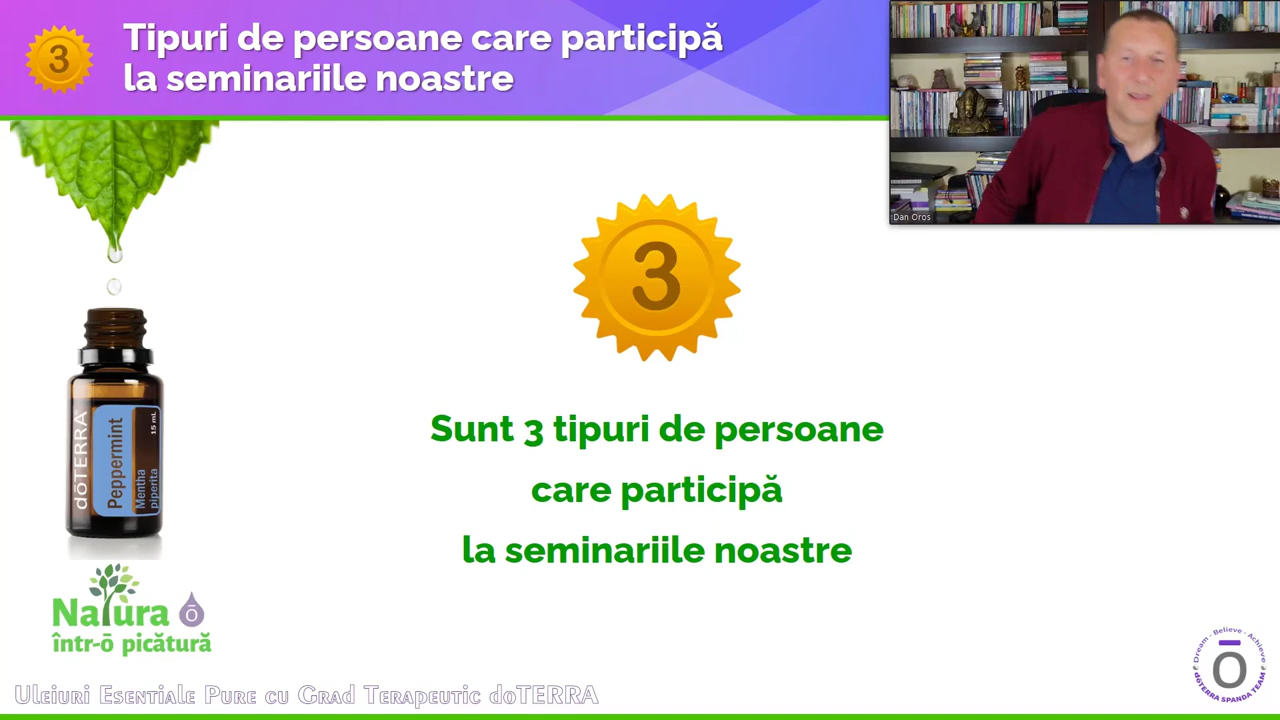 3
Tipuri de persoane care participă
la seminariile noastre
Dan Oros
3
Sunt 3 tipuri de persoane
care participă
la seminariile noastre
dōTERRA
Peppermint
Mentha
piperita
15 mL
Natura ō
într-ō picătură
Uleiuri Esentiale Pure cu Grad Terapeutic doTERRA
Dream - Believe - Achieve
Ō
dōTERRA SPANDA TEAM